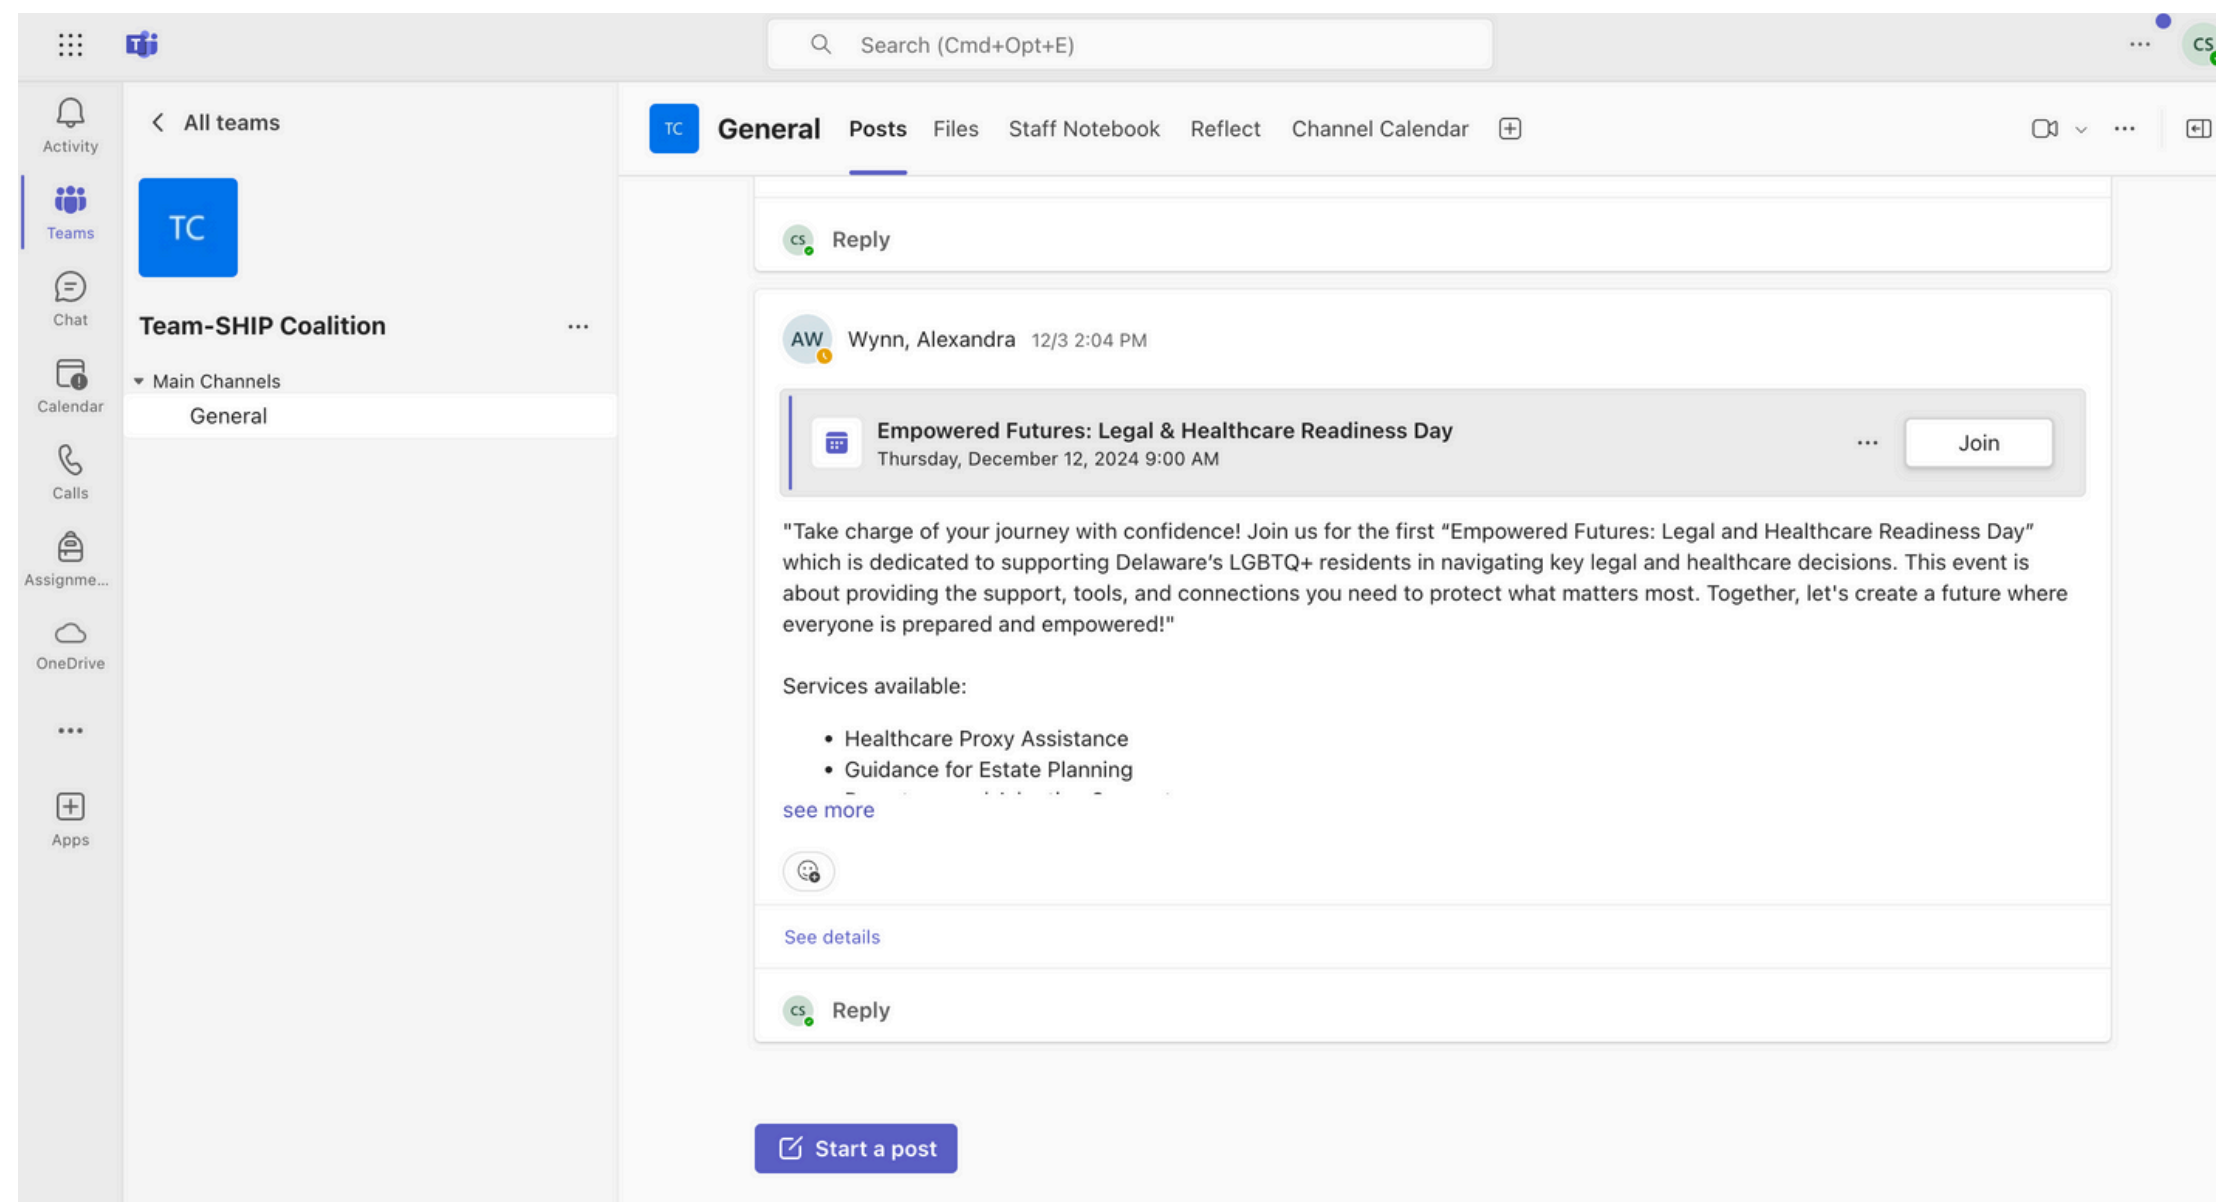 Search (Cmd+Opt+E)
CS
Activity
Teams
Chat
Calendar
Calls
Assignme...
OneDrive
Apps
All teams
TC
Team-SHIP Coalition
Main Channels
General
TC General Posts Files Staff Notebook Reflect Channel Calendar
CS Reply
AW Wynn, Alexandra 12/3 2:04 PM
Empowered Futures: Legal & Healthcare Readiness Day
Thursday, December 12, 2024 9:00 AM
Join
"Take charge of your journey with confidence! Join us for the first “Empowered Futures: Legal and Healthcare Readiness Day”
which is dedicated to supporting Delaware’s LGBTQ+ residents in navigating key legal and healthcare decisions. This event is
about providing the support, tools, and connections you need to protect what matters most. Together, let's create a future where
everyone is prepared and empowered!"
Services available:
• Healthcare Proxy Assistance
• Guidance for Estate Planning
see more
See details
CS Reply
Start a post